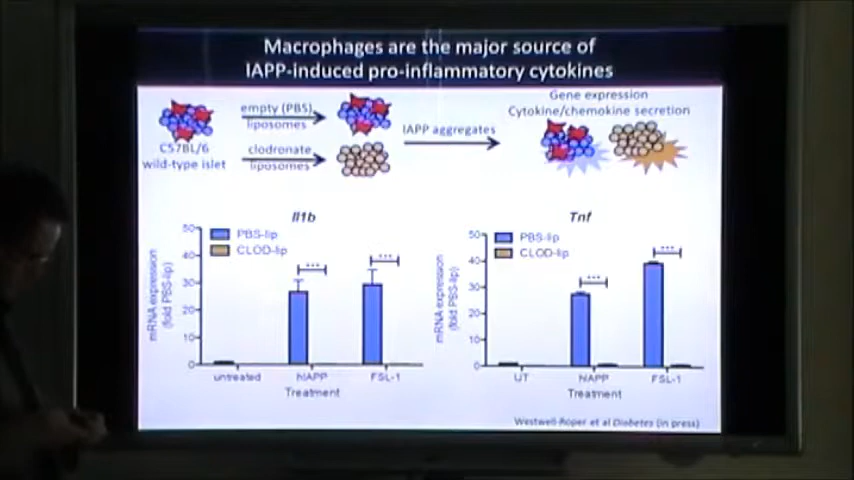 Macrophages are the major source of
IAPP-induced pro-inflammatory cytokines
empty (PBS)
liposomes
C57BL/6
wild-type islet
clodronate
liposomes
IAPP aggregates
Gene expression
Cytokine/chemokine secretion
Il1b
mRNA expression
(fold PBS-lip)
50
40
30
20
10
0
PBS-lip
CLOD-lip
***
***
untreated
hIAPP
FSL-1
Treatment
Tnf
mRNA expression
(fold PBS-lip)
50
40
30
20
10
0
PBS-lip
CLOD-lip
***
***
UT
hIAPP
FSL-1
Treatment
Westwell-Roper et al Diabetes (in press)